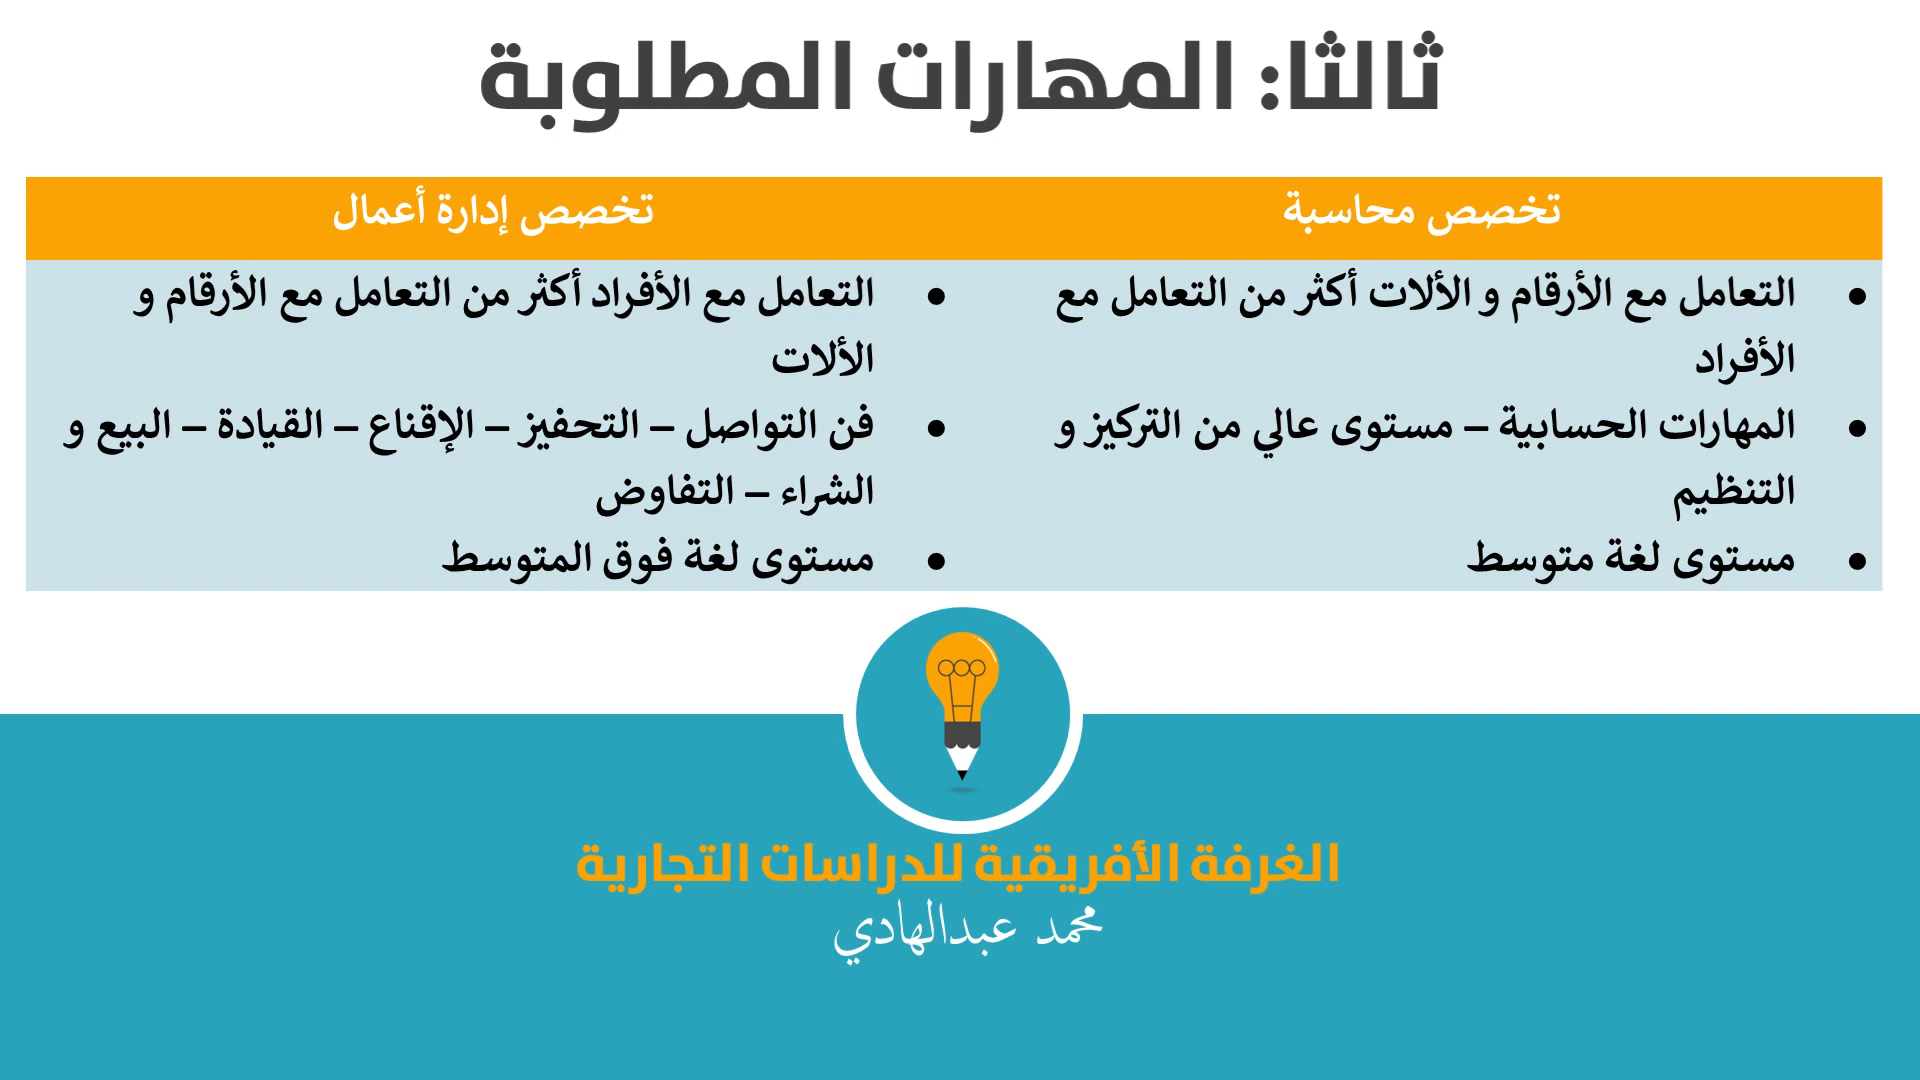 ثالثا: المهارات المطلوبة
تخصص محاسبة
• التعامل مع الأرقام و الألات أكثر من التعامل مع
الأفراد
• المهارات الحسابية – مستوى عالي من التركيز و
التنظيم
• مستوى لغة متوسط
تخصص إدارة أعمال
• التعامل مع الأفراد أكثر من التعامل مع الأرقام و
الألات
• فن التواصل – التحفيز – الإقناع – القيادة – البيع و
الشراء – التفاوض
• مستوى لغة فوق المتوسط
الغرفة الأفريقية للدراسات التجارية
محمد عبدالهادي